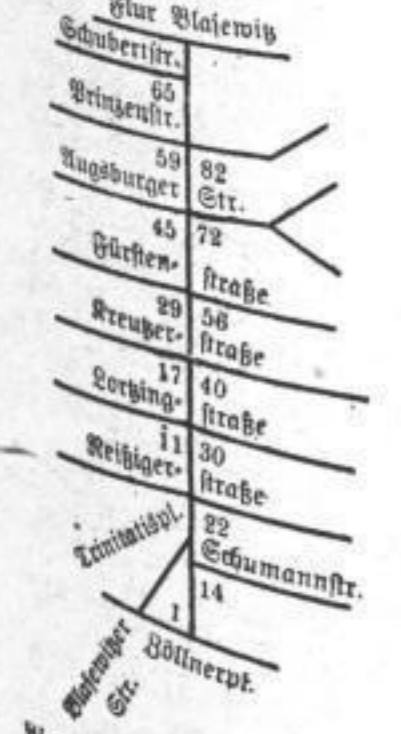 Flur Blasewitz
Schubertstr.
65
Prinzenstr.
59 82
Augsburger Str.
45 72
Fürsten- straße
29 56
Kreutzer- straße
17 40
Lortzing- straße
11 30
Reißiger- straße
Trinitatispl.
22
Schumannstr.
14
1
Blasewitzer
Str.
Zöllnerpl.